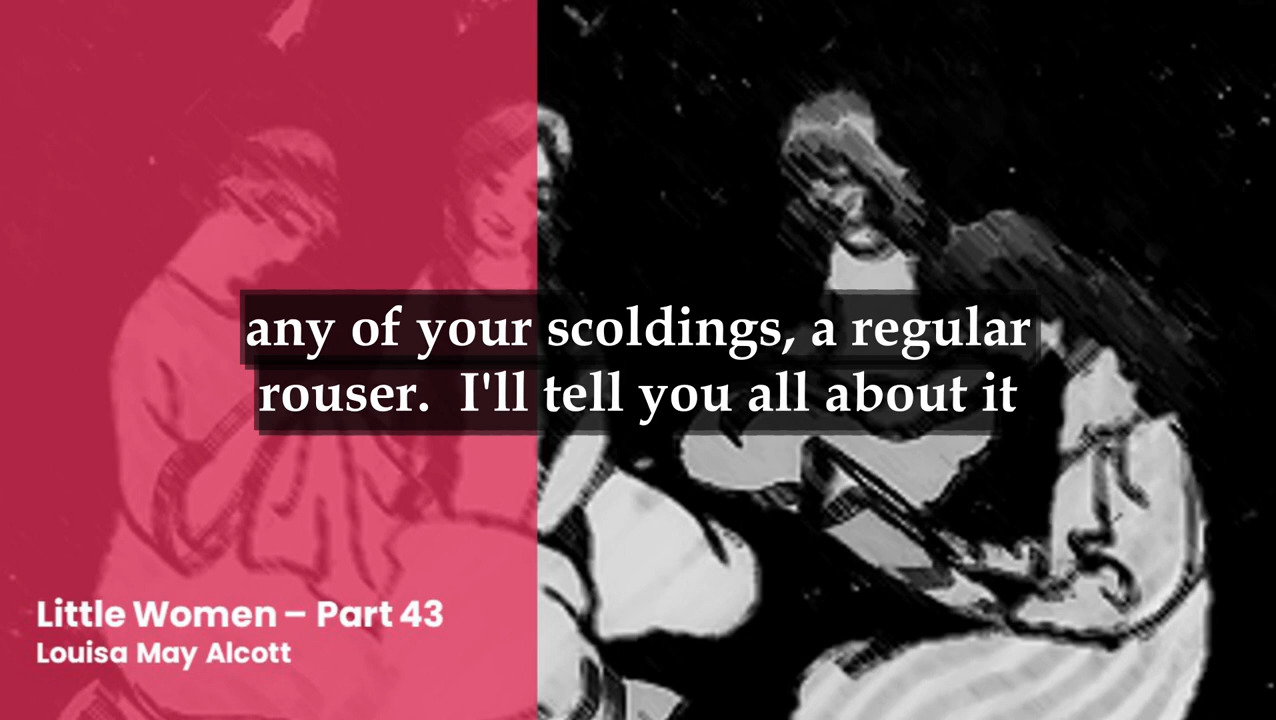 any of your scoldings, a regular
rouser. I'll tell you all about it
Little Women – Part 43
Louisa May Alcott